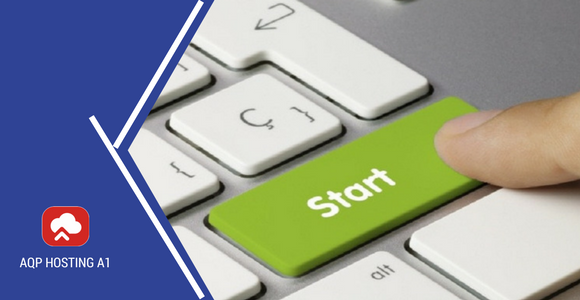 Ç }
{
Start
alt
AQP HOSTING A1